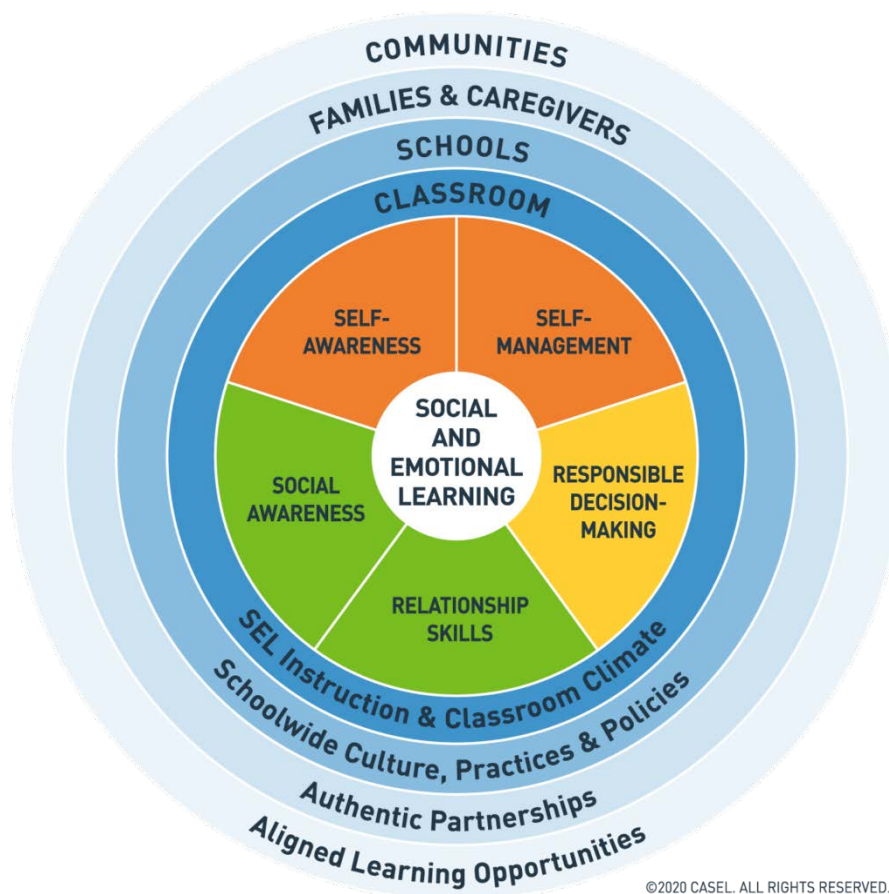 COMMUNITIES
FAMILIES & CAREGIVERS
SCHOOLS
CLASSROOM
SELF-
AWARENESS
SELF-
MANAGEMENT
SOCIAL
AND
EMOTIONAL
LEARNING
SOCIAL
AWARENESS
RESPONSIBLE
DECISION-
MAKING
RELATIONSHIP
SKILLS
SEL Instruction & Classroom Climate
Schoolwide Culture, Practices & Policies
Authentic Partnerships
Aligned Learning Opportunities
©2020 CASEL. ALL RIGHTS RESERVED.